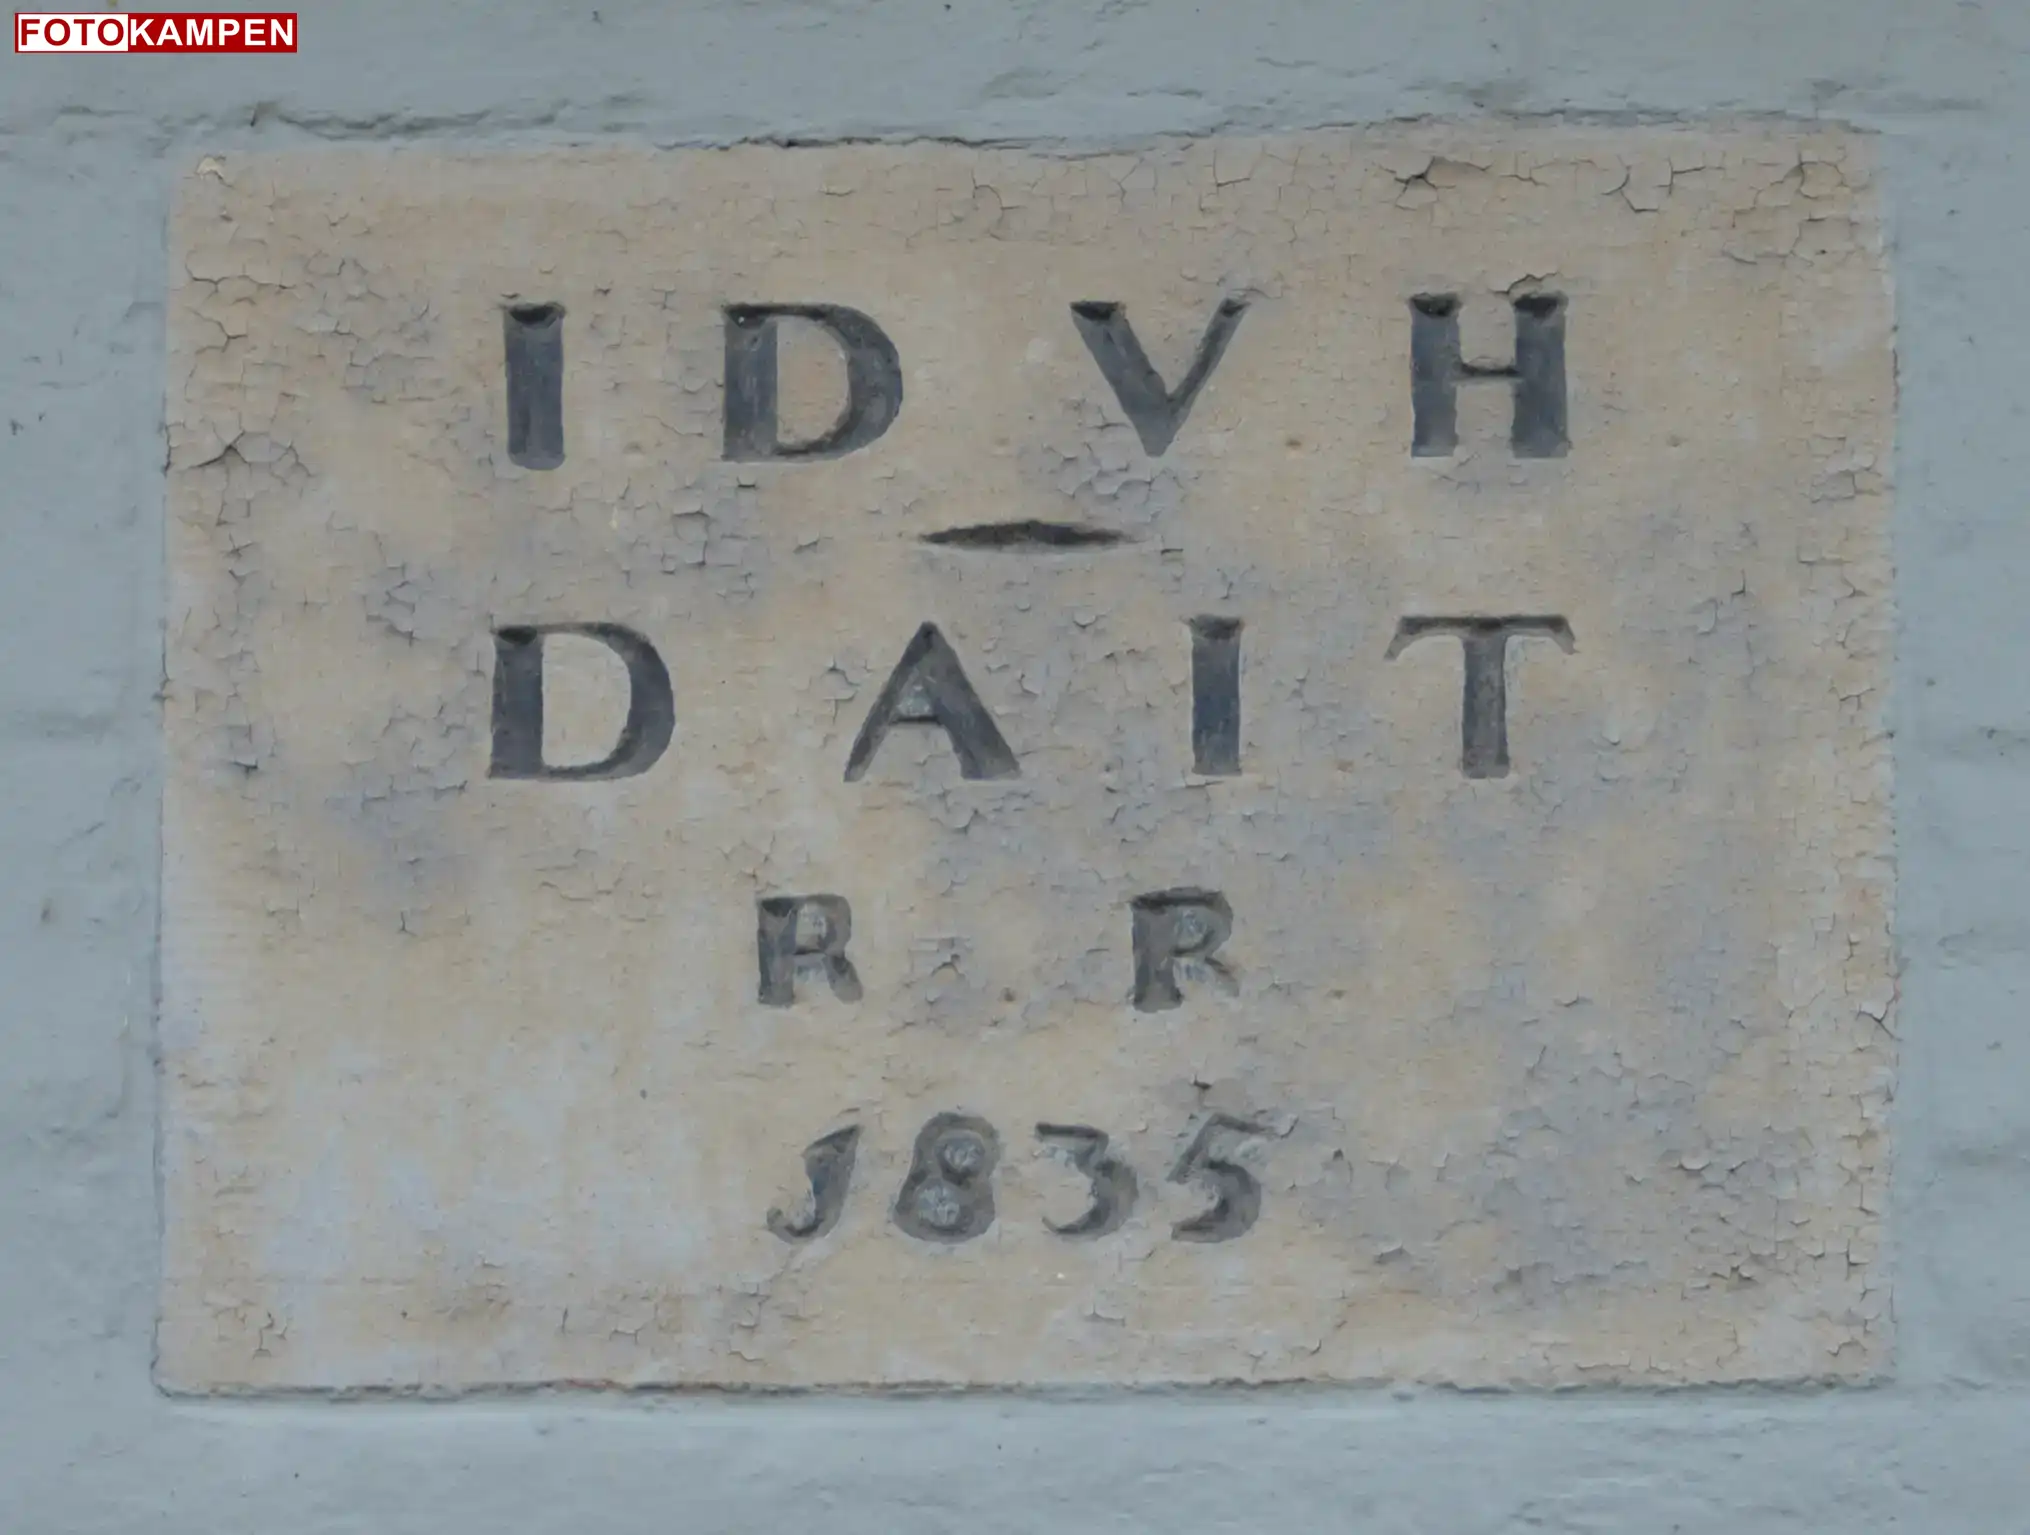 FOTOKAMPEN
I D V H
D A I T
R R
1835